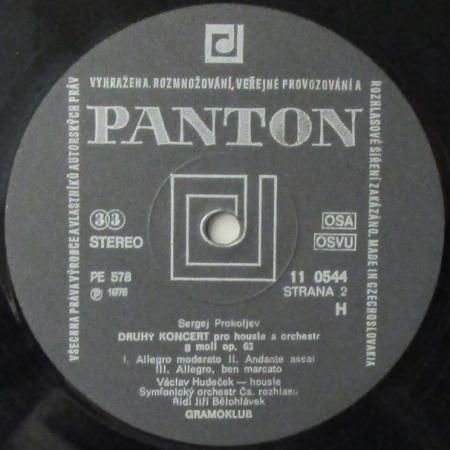 VŠECHNA PRÁVA VÝROBCE A VLASTNÍKŮ AUTORSKÝCH PRÁV
VYHRAŽENA. ROZMNOŽOVÁNÍ, VEŘEJNÉ PROVOZOVÁNÍ A
ROZHLASOVÉ ŠÍŘENÍ ZAKÁZÁNO. MADE IN CZECHOSLOVAKIA
PANTON
33
STEREO
OSA
OSVU
PE 578
℗ 1976
11 0544
STRANA 2
H
Sergej Prokofjev
DRUHÝ KONCERT pro housle a orchestr
g moll op. 63
I. Allegro moderato II. Andante assai
III. Allegro, ben marcato
Václav Hudeček — housle
Symfonický orchestr Čs. rozhlasu
Řídí Jiří Bělohlávek
GRAMOKLUB